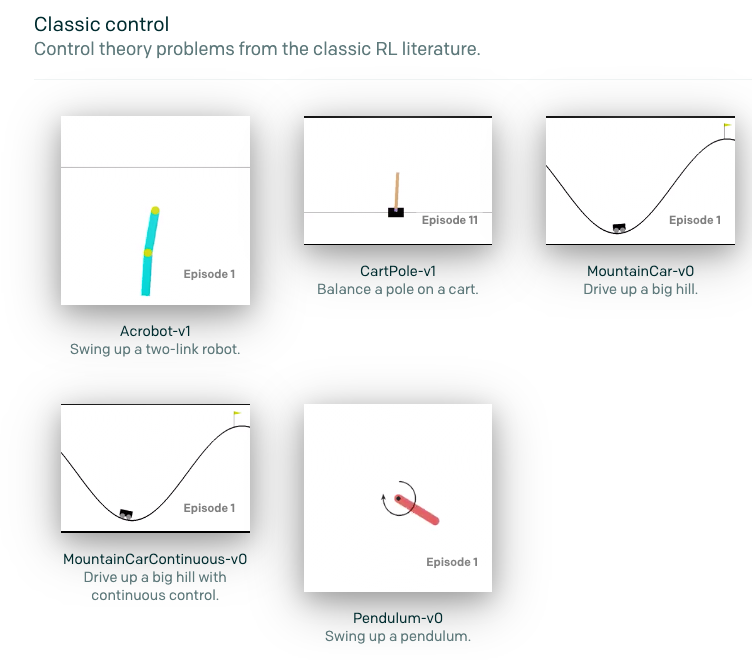 Classic control
Control theory problems from the classic RL literature.
Episode 1
Acrobot-v1
Swing up a two-link robot.
Episode 11
CartPole-v1
Balance a pole on a cart.
Episode 1
MountainCar-v0
Drive up a big hill.
Episode 1
MountainCarContinuous-v0
Drive up a big hill with
continuous control.
Episode 1
Pendulum-v0
Swing up a pendulum.